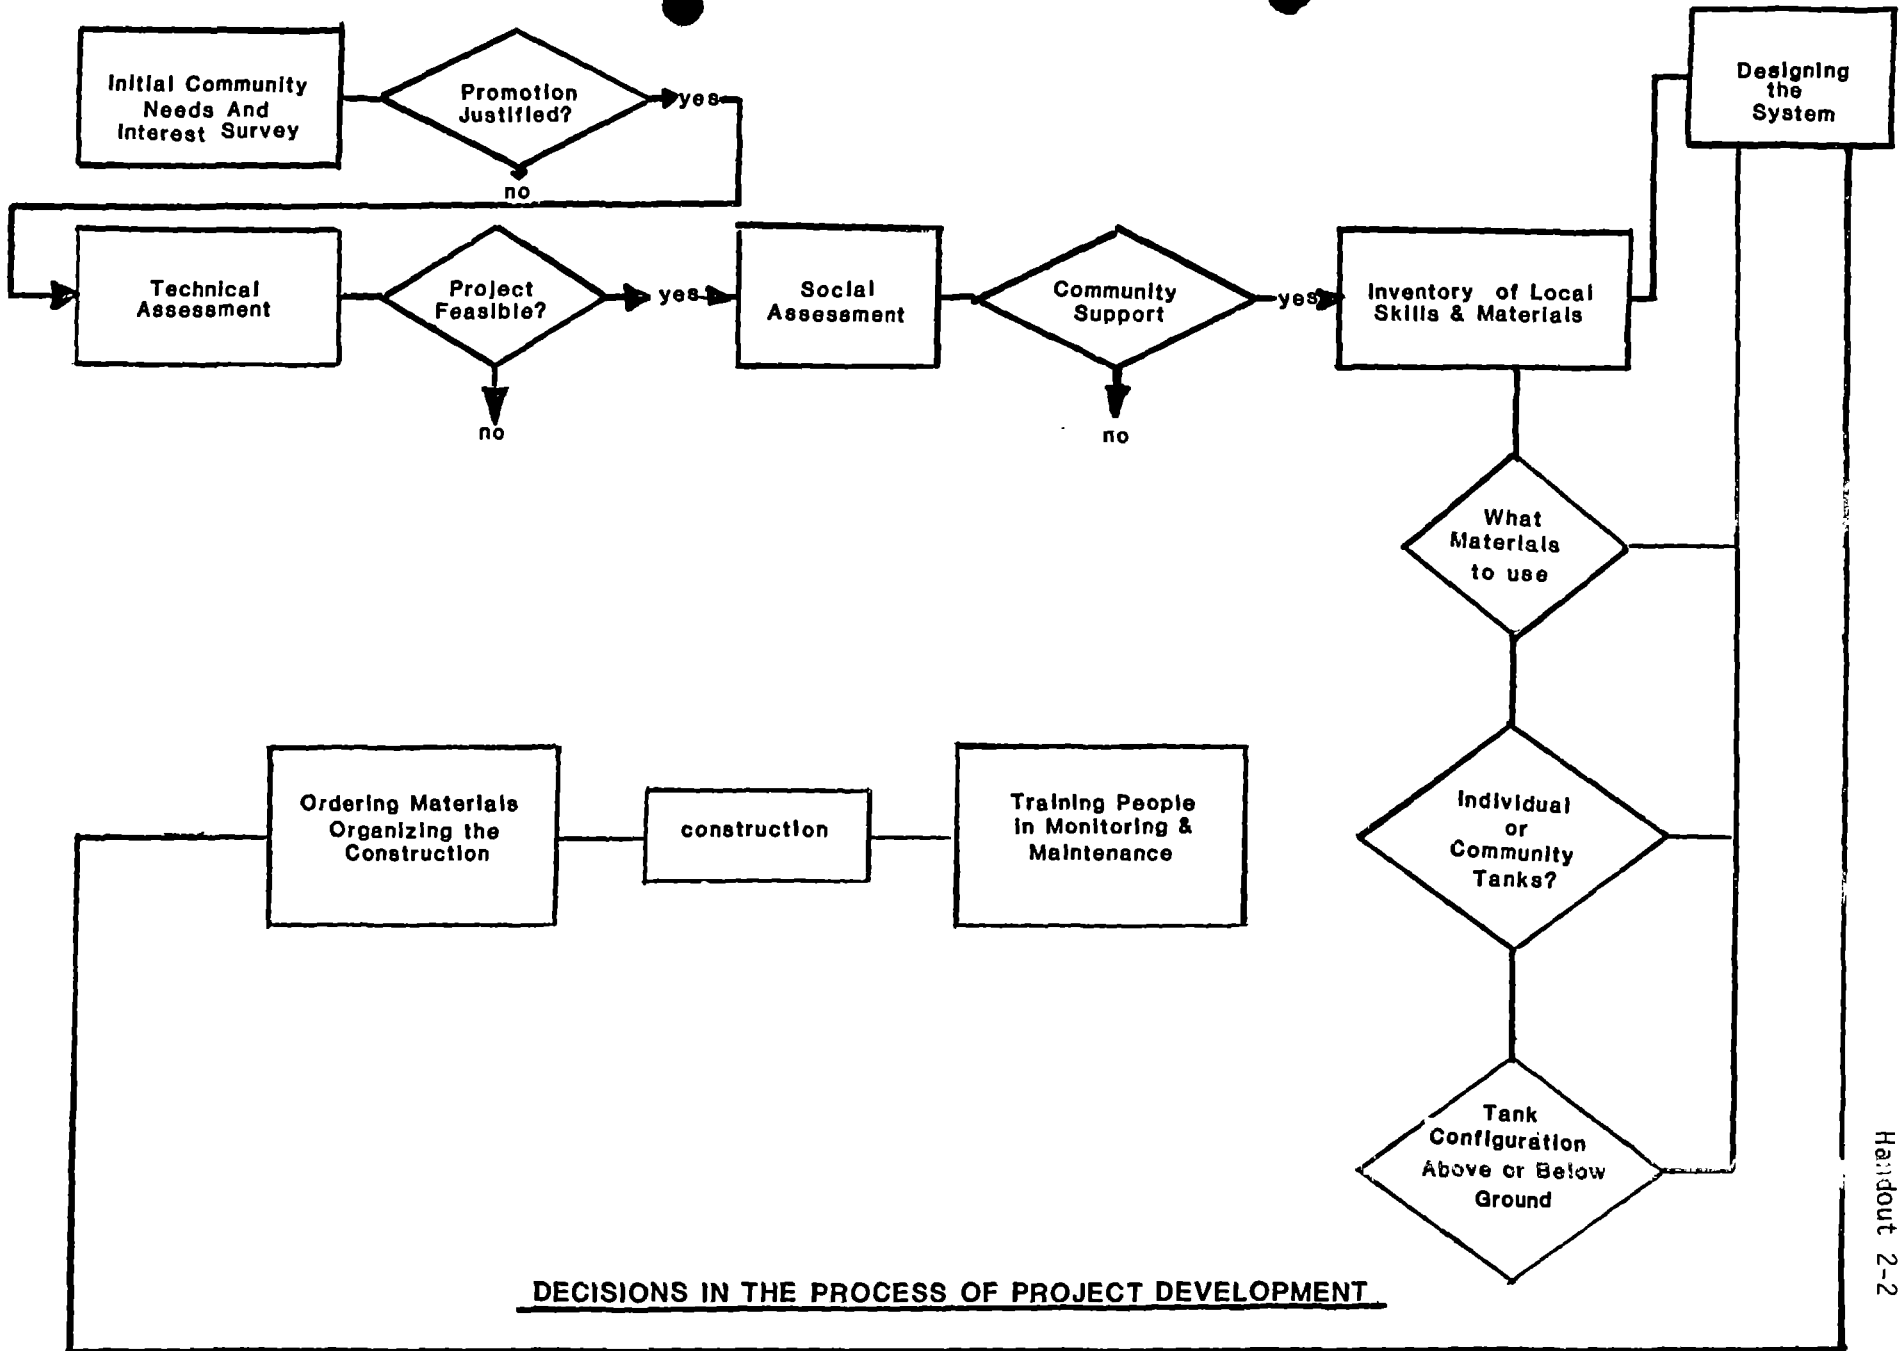 Initial Community
Needs And
Interest Survey
Promotion
Justified?
yes
no
Designing
the
System
Technical
Assessment
Project
Feasible?
yes
no
Social
Assessment
Community
Support
yes
no
Inventory of Local
Skills & Materials
What
Materials
to use
Individual
or
Community
Tanks?
Tank
Configuration
Above or Below
Ground
Ordering Materials
Organizing the
Construction
construction
Training People
in Monitoring &
Maintenance
DECISIONS IN THE PROCESS OF PROJECT DEVELOPMENT
Handout 2-2